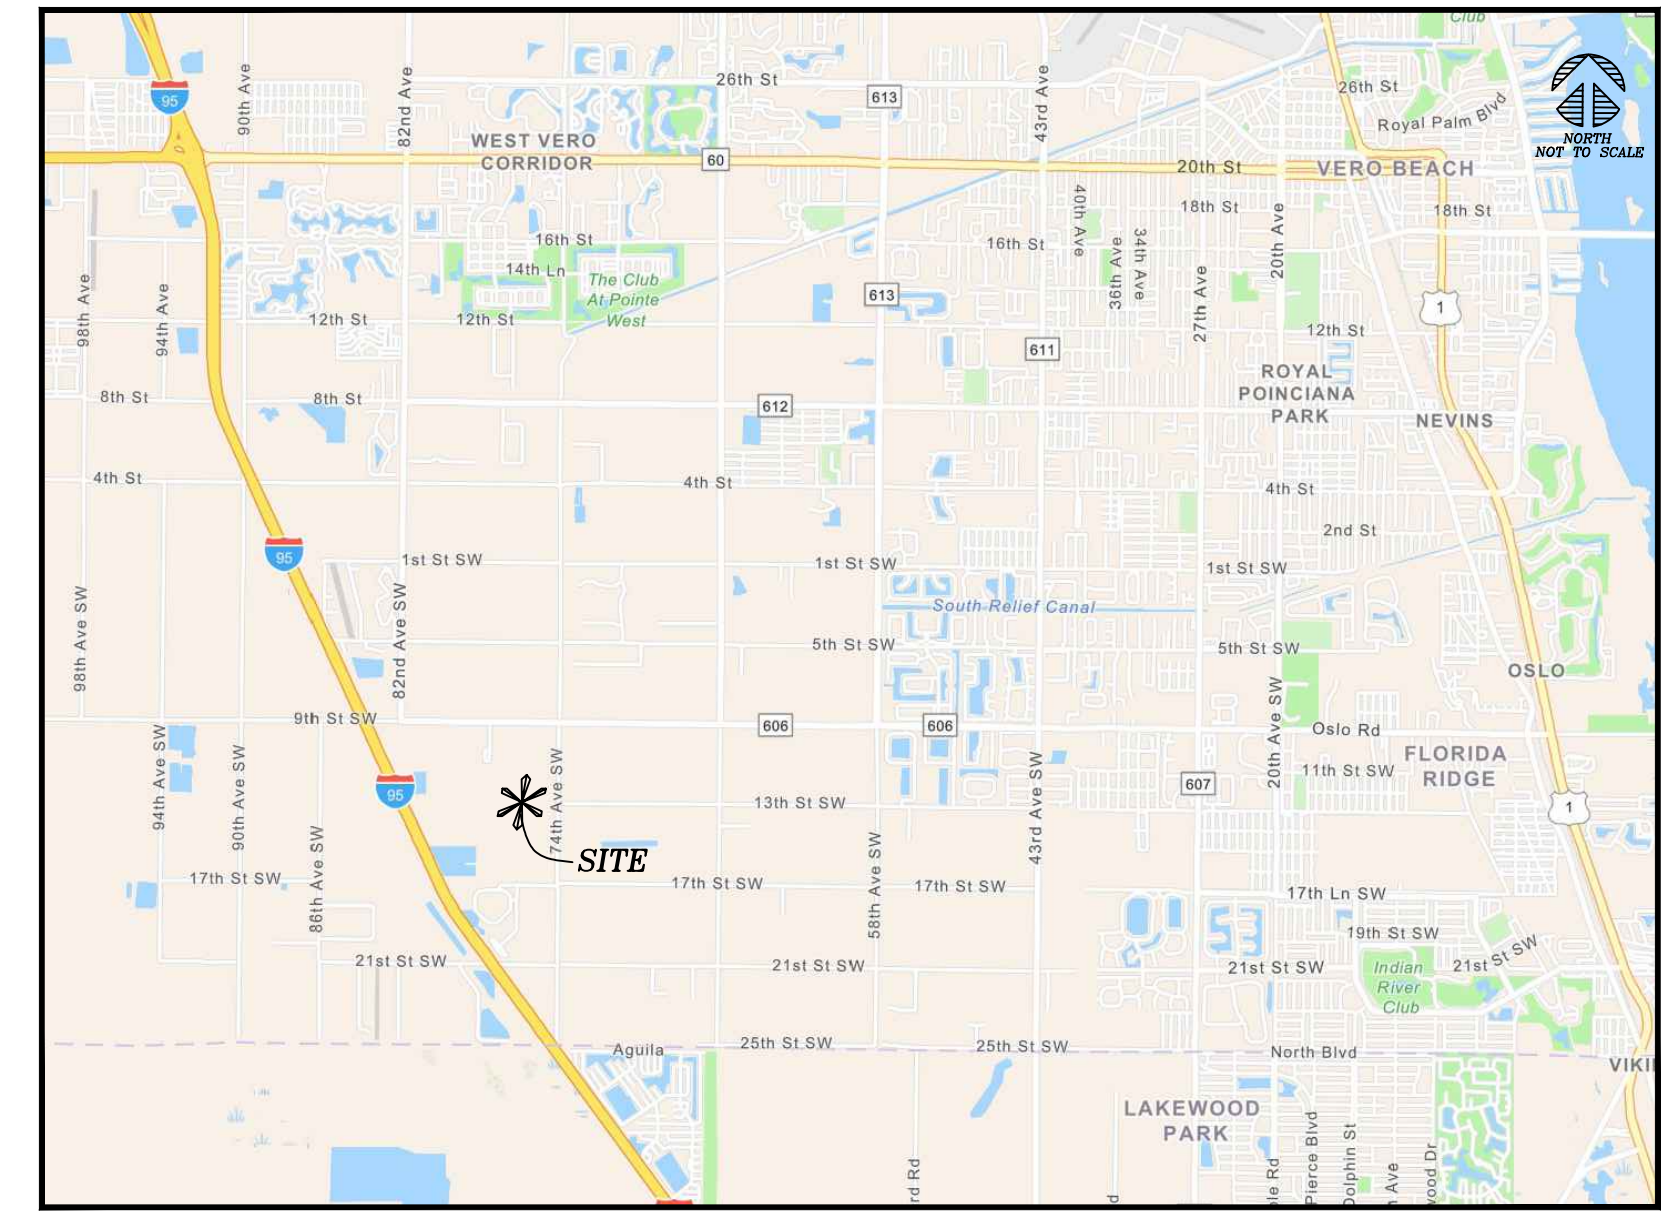 Club
95
90th Ave
82nd Ave
26th St
613
43rd Ave
26th St
Royal Palm Blvd
NORTH
NOT TO SCALE
WEST VERO
CORRIDOR
60
20th St
VERO BEACH
40th Ave
18th St
18th St
20th Ave
34th Ave
39th Ave
16th St
16th St
14th Ln
The Club
At Pointe
West
98th Ave
94th Ave
613
27th Ave
1
12th St
12th St
12th St
611
ROYAL
POINCIANA
PARK
8th St
8th St
612
NEVINS
4th St
4th St
4th St
2nd St
95
1st St SW
1st St SW
1st St SW
98th Ave SW
82nd Ave SW
South Relief Canal
5th St SW
5th St SW
OSLO
20th Ave SW
9th St SW
606
606
Oslo Rd
94th Ave SW
90th Ave SW
74th Ave SW
43rd Ave SW
FLORIDA
RIDGE
11th St SW
607
95
13th St SW
1
86th Ave SW
58th Ave SW
SITE
17th St SW
17th St SW
17th St SW
17th Ln SW
19th St SW
21st St SW
21st St SW
21st St SW
21st St SW
Indian
River
Club
25th St SW
25th St SW
Aguila
North Blvd
VIKI
LAKEWOOD
PARK
rd Rd
d
le Rd
Pierce Blvd
Dolphin St
Ave
wood Dr